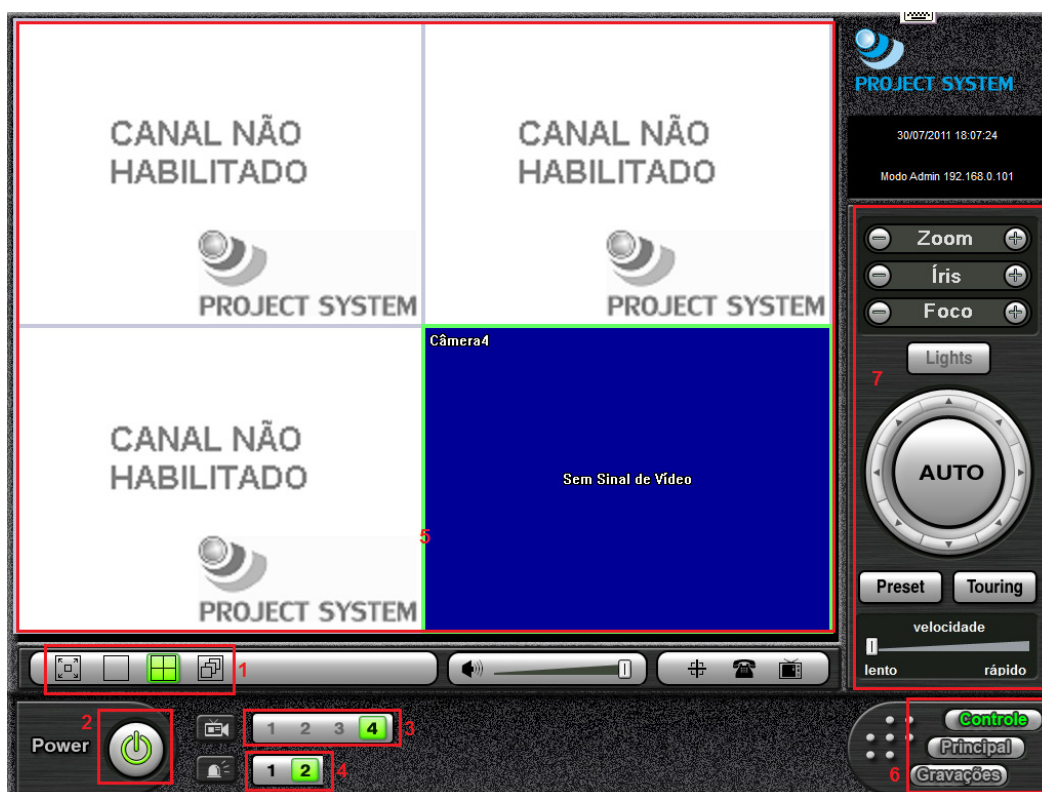 CANAL NÃO
HABILITADO
PROJECT SYSTEM
CANAL NÃO
HABILITADO
PROJECT SYSTEM
CANAL NÃO
HABILITADO
PROJECT SYSTEM
Câmera4
Sem Sinal de Vídeo
5
PROJECT SYSTEM
30/07/2011 18:07:24
Modo Admin 192.168.0.101
Zoom
Íris
Foco
Lights
7
AUTO
Preset Touring
velocidade
lento rápido
1
Power
2
1 2 3 4
3
1 2
4
Controle
Principal
Gravações
6